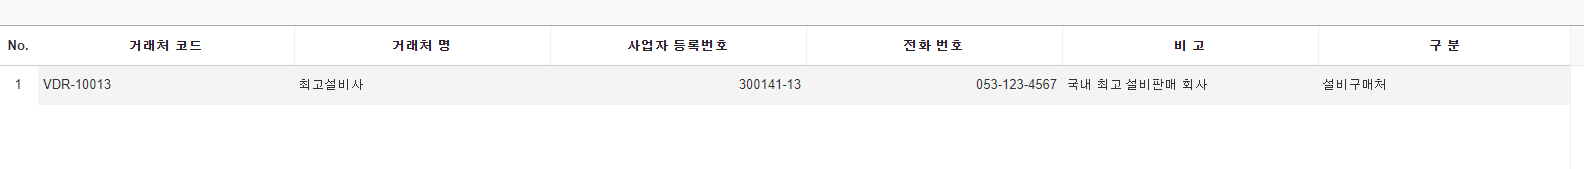 No. 거래처 코드 거래처 명 사업자 등록번호 전화 번호 비 고 구 분
1 VDR-10013 최고설비사 300141-13 053-123-4567 국내 최고 설비판매 회사 설비구매처